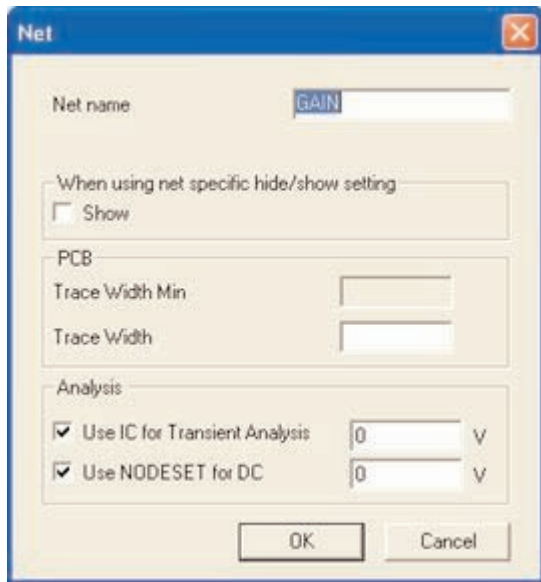 Net
Net name GAIN
When using net specific hide/show setting
Show
PCB
Trace Width Min
Trace Width
Analysis
Use IC for Transient Analysis 0 V
Use NODESET for DC 0 V
OK Cancel